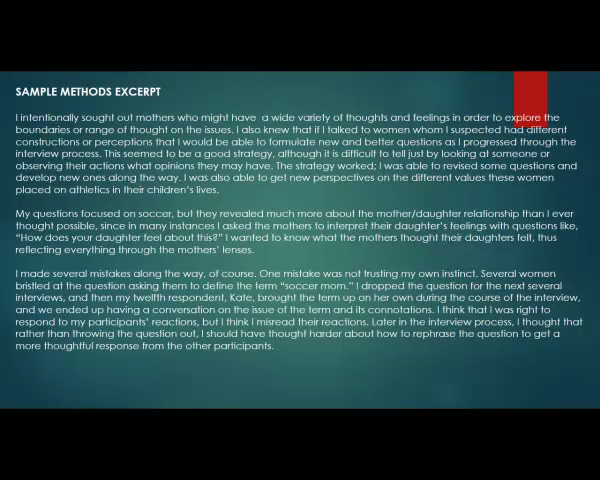 SAMPLE METHODS EXCERPT
I intentionally sought out mothers who might have a wide variety of thoughts and feelings in order to explore the
boundaries or range of thought on the issues. I also knew that if I talked to women whom I suspected had different
constructions or perceptions that I would be able to formulate new and better questions as I progressed through the
interview process. This seemed to be a good strategy, although it is difficult to tell just by looking at someone or
observing their actions what opinions they may have. The strategy worked; I was able to revised some questions and
develop new ones along the way. I was also able to get new perspectives on the different values these women
placed on athletics in their children's lives.
My questions focused on soccer, but they revealed much more about the mother/daughter relationship than I ever
thought possible, since in many instances I asked the mothers to interpret their daughter's feelings with questions like,
"How does your daughter feel about this?" I wanted to know what the mothers thought their daughters felt, thus
reflecting everything through the mothers' lenses.
I made several mistakes along the way, of course. One mistake was not trusting my own instinct. Several women
bristled at the question asking them to define the term "soccer mom." I dropped the question for the next several
interviews, and then my twelfth respondent, Kate, brought the term up on her own during the course of the interview,
and we ended up having a conversation on the issue of the term and its connotations. I think that I was right to
respond to my participants' reactions, but I think I misread their reactions. Later in the interview process, I thought that
rather than throwing the question out, I should have thought harder about how to rephrase the question to get a
more thoughtful response from the other participants.